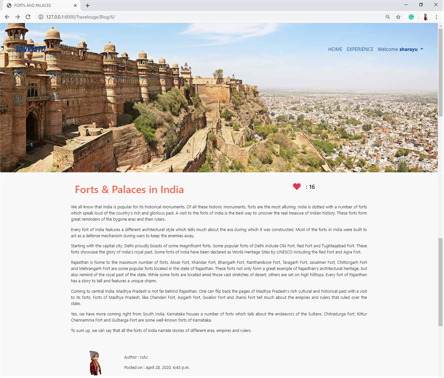 FORTS AND PALACES
127.0.0.1:8000/Travelouge/Blog/6/
HOME EXPERIENCE Welcome sharayu
Forts & Palaces in India
: 16
We all know that India is popular for its historical monuments. Of all these historic monuments, forts are the most alluring. India is dotted with a number of forts
which speak loud of the country's rich and glorious past. A visit to the forts of India is the best way to uncover the real treasure of Indian history. These forts form
great reminders of the bygone eras and their rulers.
Every fort of India features a different architectural style which tells much about the era during which it was constructed. Most of the forts in India were built to
act as a defence mechanism during wars to keep the enemies away.
Starting with the capital city, Delhi proudly boasts of some magnificent forts. Some popular forts of Delhi include Old Fort, Red Fort and Tughlaqabad Fort. These
forts showcase the glory of India's royal past. Some forts of India have been declared as World Heritage Sites by UNESCO including the Red Fort and Agra Fort.
Rajasthan is home to the maximum number of forts. Alwar Fort, Khandar Fort, Bhangarh Fort, Ranthambore Fort, Taragarh Fort, Jaisalmer Fort, Chittorgarh Fort
and Mehrangarh Fort are some popular forts located in the state of Rajasthan. These forts not only form a great example of Rajasthan's architectural heritage, but
also remind of the royal past of the state. While some forts are located amidst those vast stretches of desert, others are set on high hilltops. Every fort of Rajasthan
has a story to tell and features a unique charm.
Coming to central India, Madhya Pradesh is not far behind Rajasthan. One can flip back the pages of Madhya Pradesh's rich cultural and historical past with a visit
to its forts. Forts of Madhya Pradesh, like Chanderi Fort, Asigarh Fort, Gwalior Fort and Jhansi Fort tell much about the empires and rulers that ruled over the
state.
Yes, we have more coming right from South India. Karnataka houses a number of forts which talk about the endeavors of the Sultans; Chitradurga Fort, Kittur
Chennamma Fort and Gulbarga Fort are some well-known forts of Karnataka.
To sum up, we can say that all the forts of India narrate stories of different eras, empires and rulers.
Author : rutu
Posted on : April 28, 2020, 6:43 p.m.